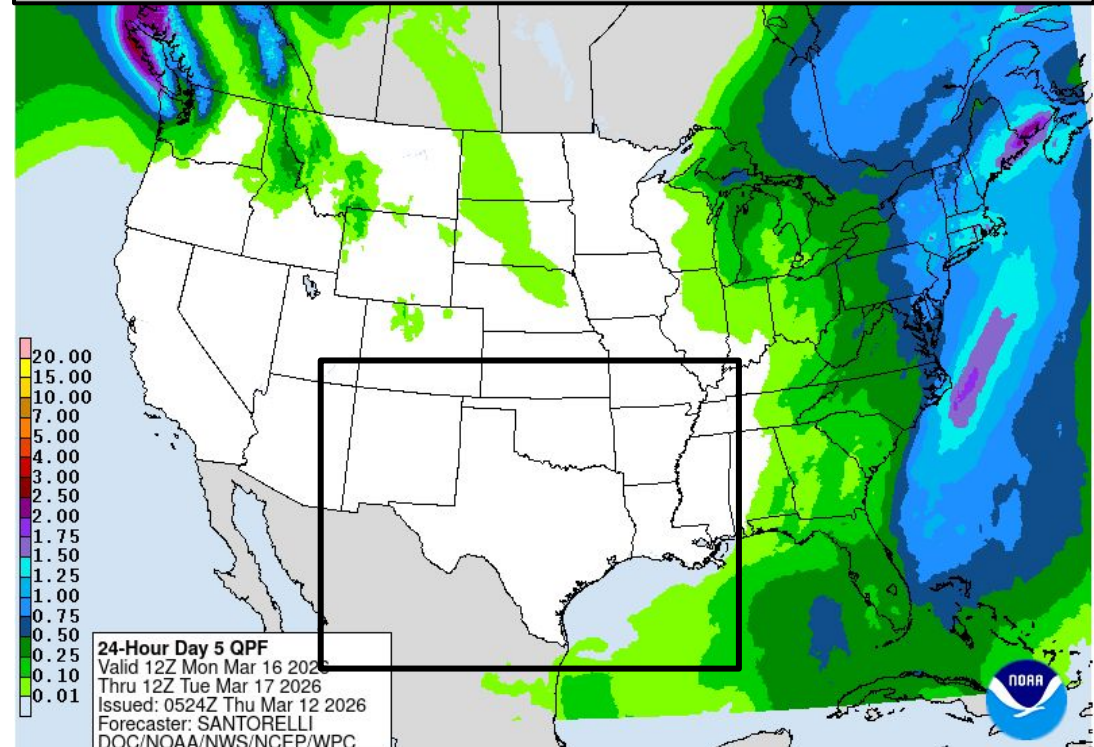 20.00
15.00
10.00
7.00
5.00
4.00
3.00
2.50
2.00
1.75
1.50
1.25
1.00
0.75
0.50
0.25
0.10
0.01
24-Hour Day 5 QPF
Valid 12Z Mon Mar 16 2026
Thru 12Z Tue Mar 17 2026
Issued: 0524Z Thu Mar 12 2026
Forecaster: SANTORELLI
DOC/NOAA/NWS/NCEP/WPC
NOAA